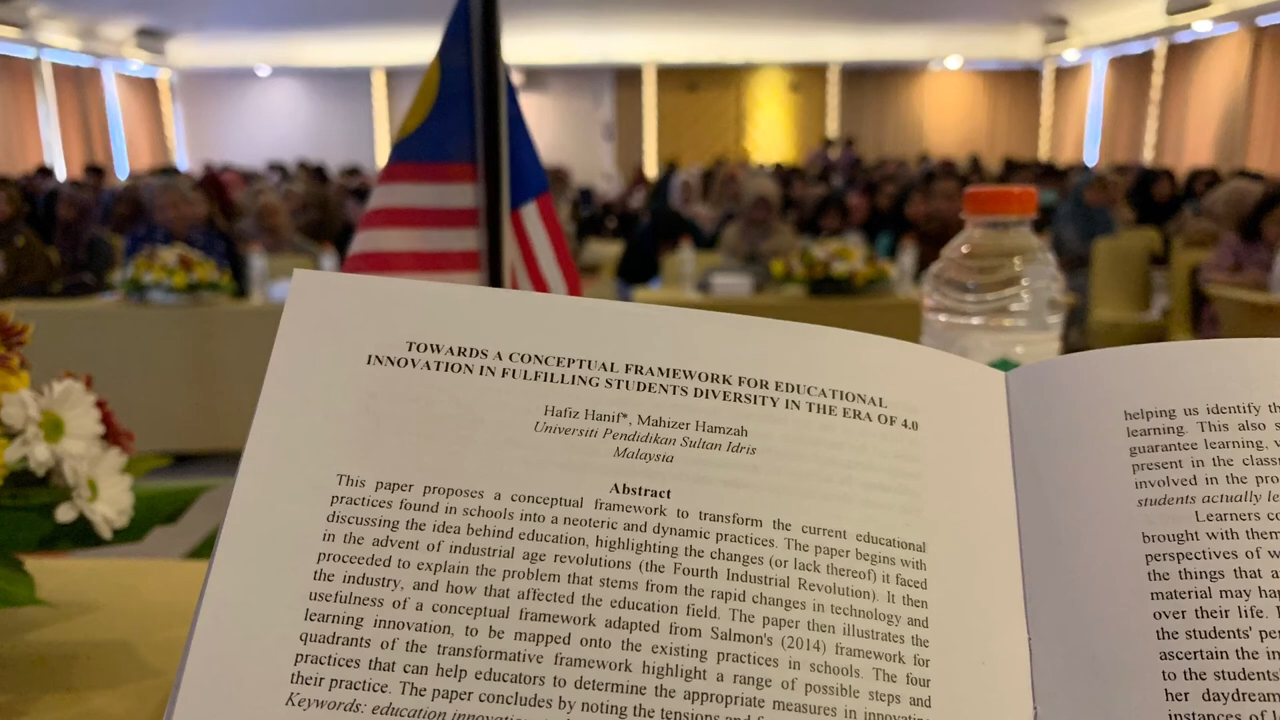 TOWARDS A CONCEPTUAL FRAMEWORK FOR EDUCATIONAL
INNOVATION IN FULFILLING STUDENTS DIVERSITY IN THE ERA OF 4.0
Hafiz Hanif*, Mahizer Hamzah
Universiti Pendidikan Sultan Idris
Malaysia
Abstract
This paper proposes a conceptual framework to transform the current educational
practices found in schools into a neoteric and dynamic practices. The paper begins with
discussing the idea behind education, highlighting the changes (or lack thereof) it faced
in the advent of industrial age revolutions (the Fourth Industrial Revolution). It then
proceeded to explain the problem that stems from the rapid changes in technology and
the industry, and how that affected the education field. The paper then illustrates the
usefulness of a conceptual framework adapted from Salmon's (2014) framework for
learning innovation, to be mapped onto the existing practices in schools. The four
quadrants of the transformative framework highlight a range of possible steps and
practices that can help educators to determine the appropriate measures in innovating
their practice. The paper concludes by noting the tensions and
Keywords: education
helping us identify
learning. This also
guarantee learning,
present in the
involved in the
students actually
Learners
brought with them
perspectives of
the things that
material may
over their life.
the students'
ascertain the
to the students
her
instances of